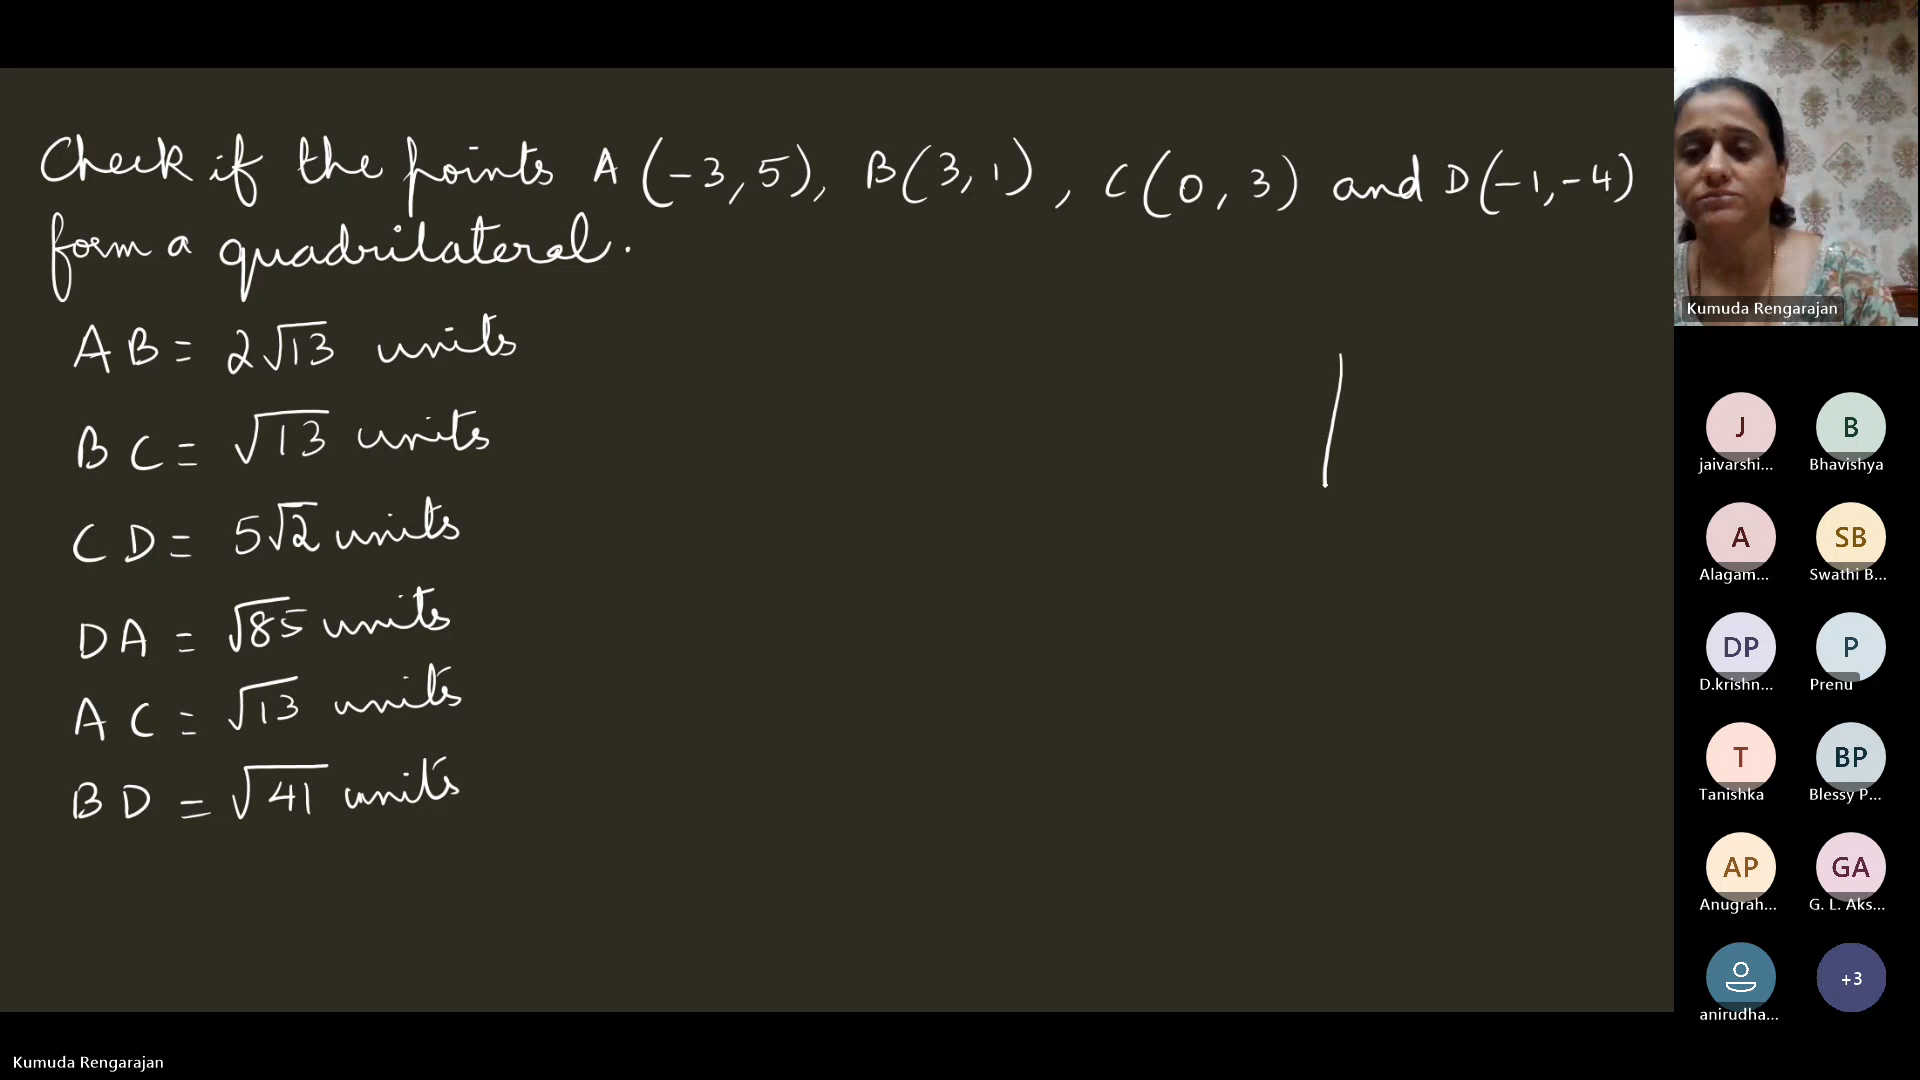 Check if the points A (-3, 5), B(3, 1), C(0, 3) and D(-1, -4)
form a quadrilateral.
AB = 2√13 units
BC = √13 units
CD = 5√2 units
DA = √85 units
AC = √13 units
BD = √41 units
Kumuda Rengarajan
J
jaivarshi...
B
Bhavishya
A
Alagam...
SB
Swathi B...
DP
D.krishn...
P
Prenu
T
Tanishka
BP
Blessy P...
AP
Anugrah...
GA
G. L. Aks...
anirudha...
+3
Kumuda Rengarajan